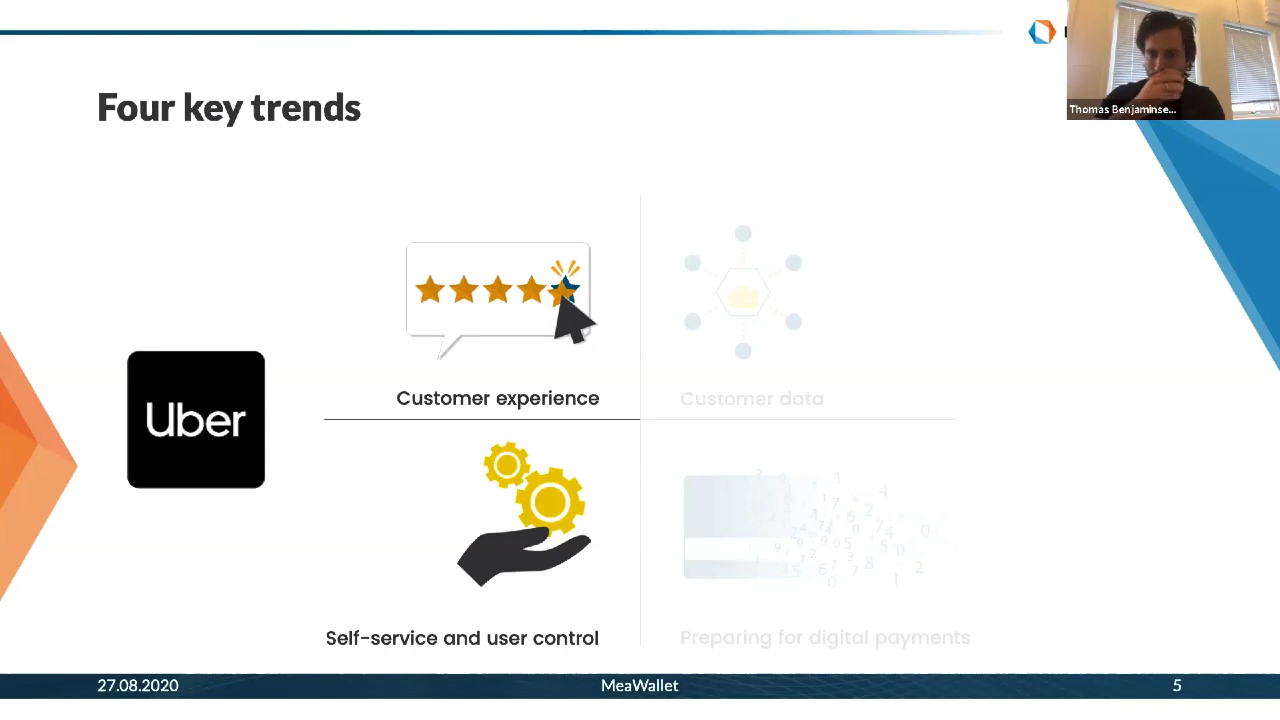 Four key trends
Thomas Benjaminse...
Uber
Customer experience
Customer data
Self-service and user control
Preparing for digital payments
27.08.2020
MeaWallet
5